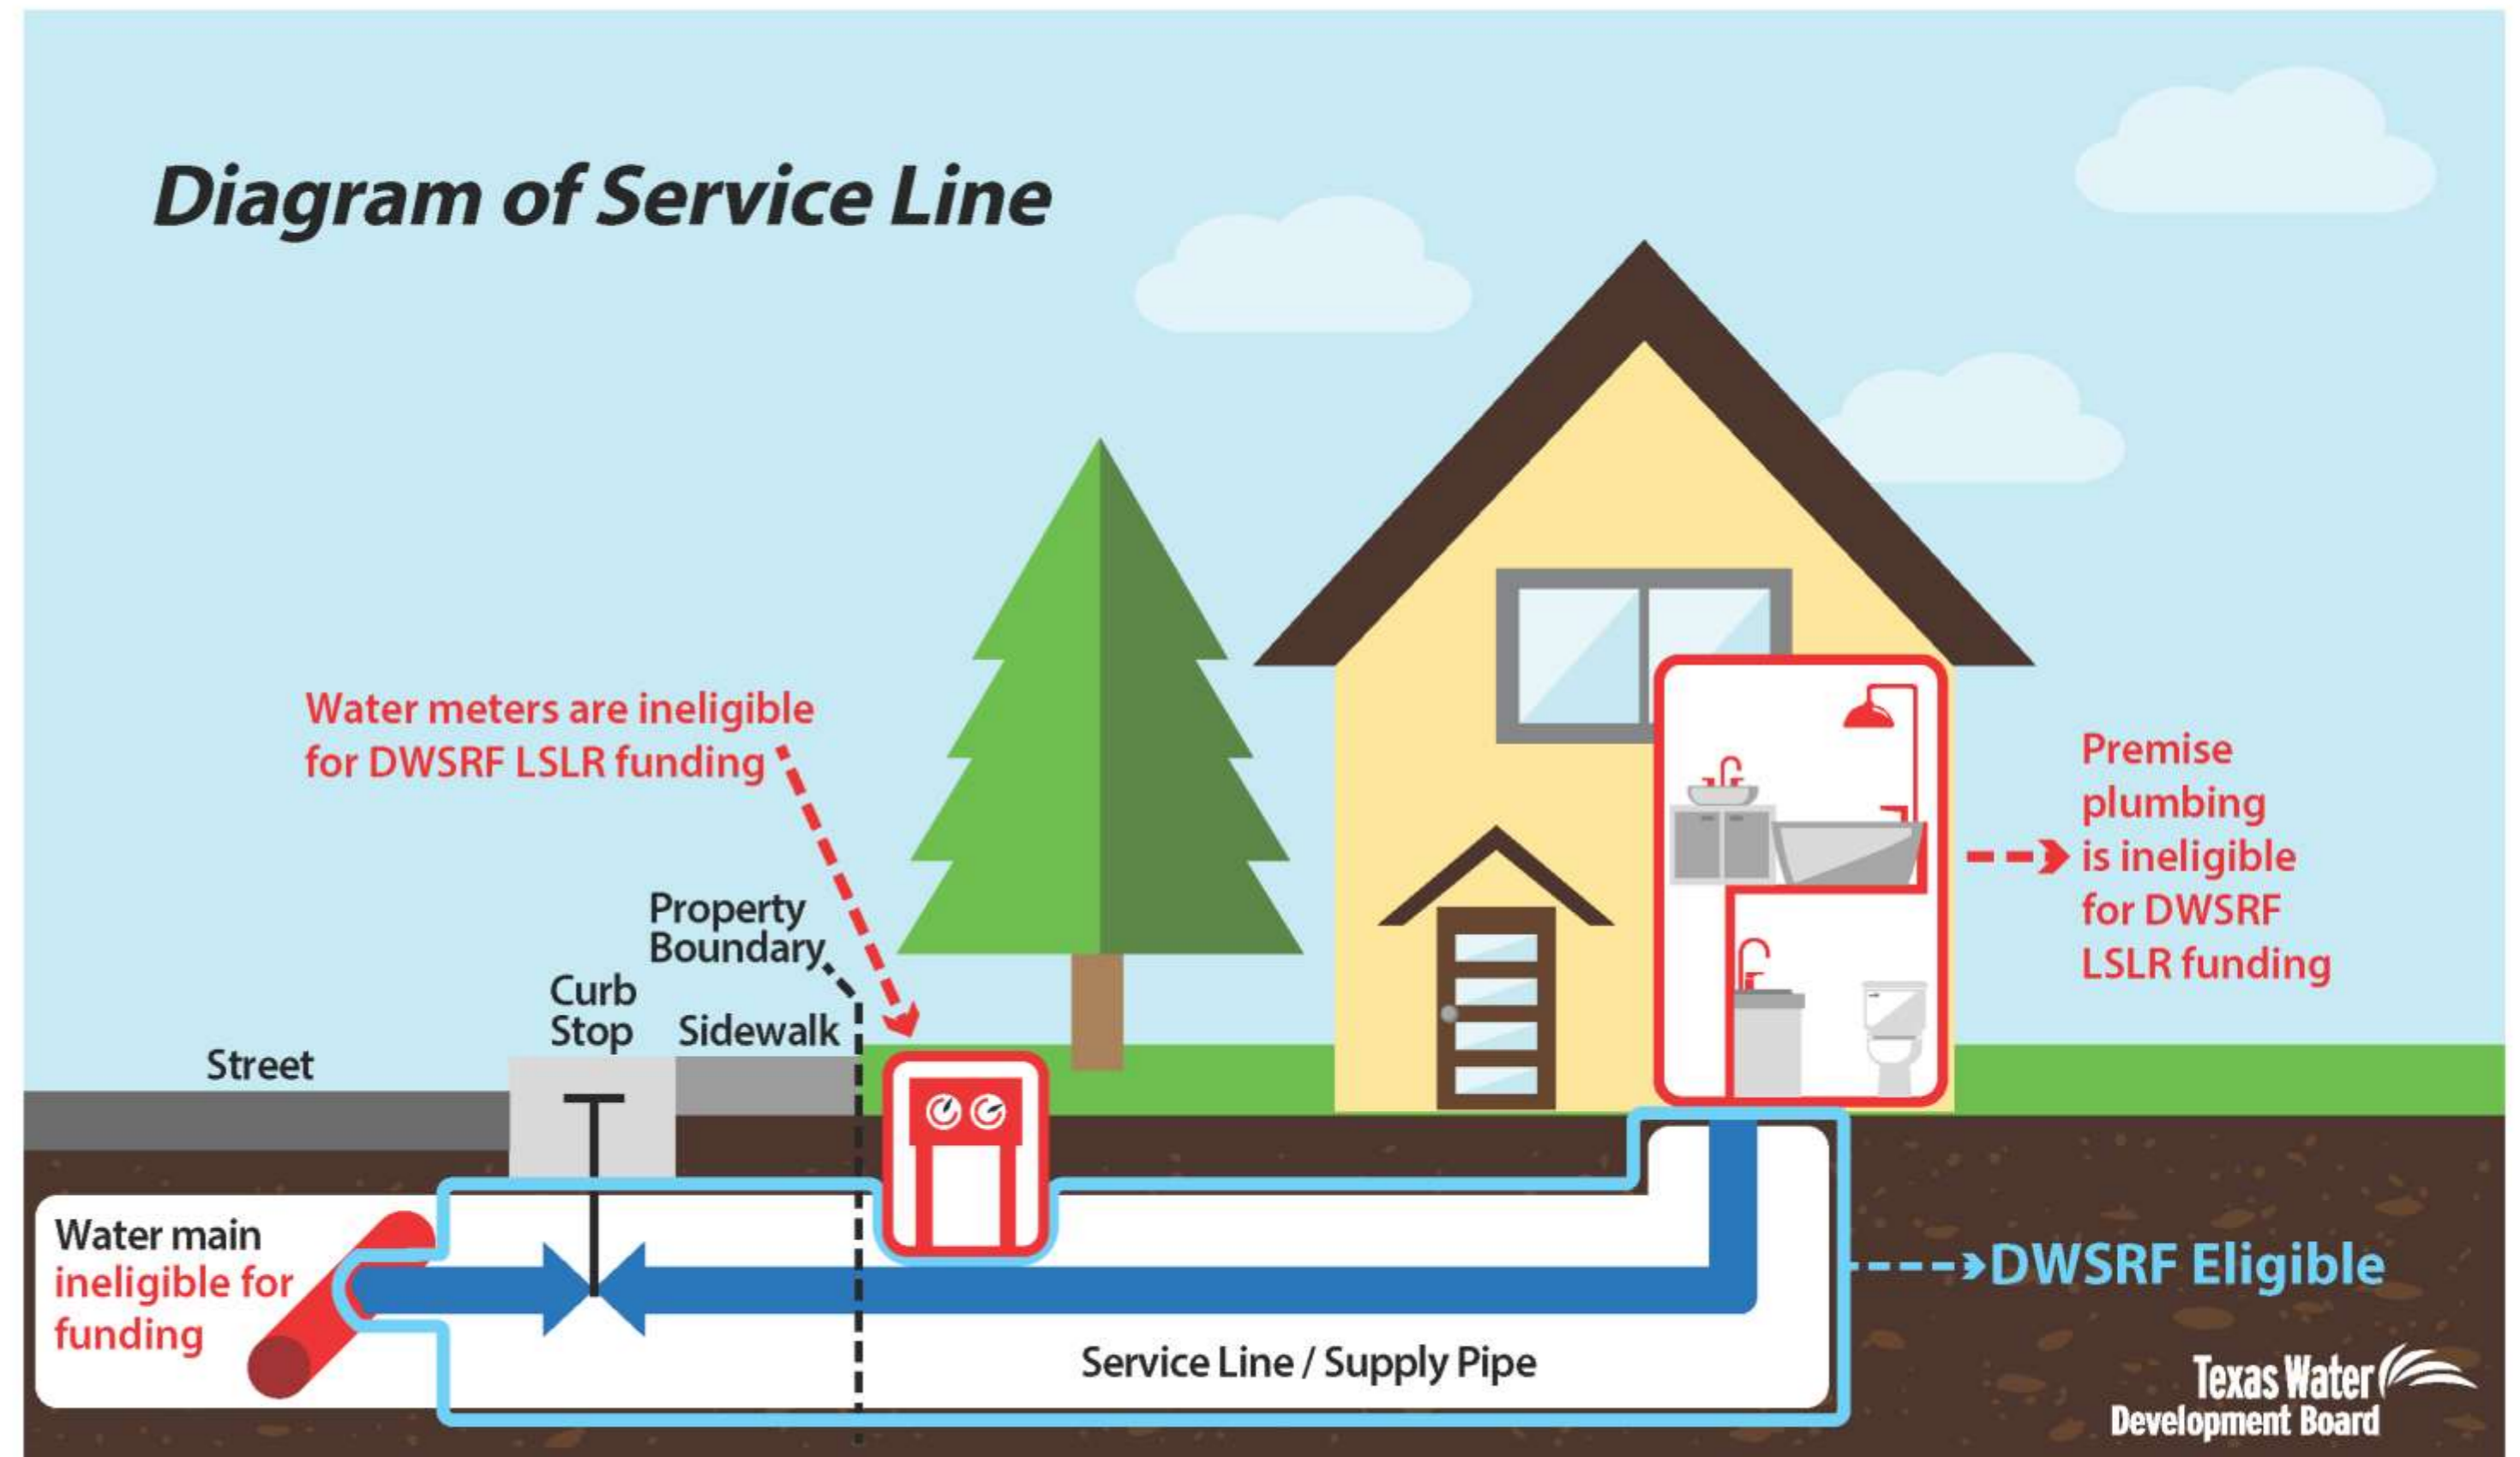 Diagram of Service Line
Water meters are ineligible
for DWSRF LSLR funding
Premise
plumbing
is ineligible
for DWSRF
LSLR funding
Property
Boundary
Curb
Stop
Sidewalk
Street
Water main
ineligible for
funding
DWSRF Eligible
Service Line / Supply Pipe
Texas Water
Development Board